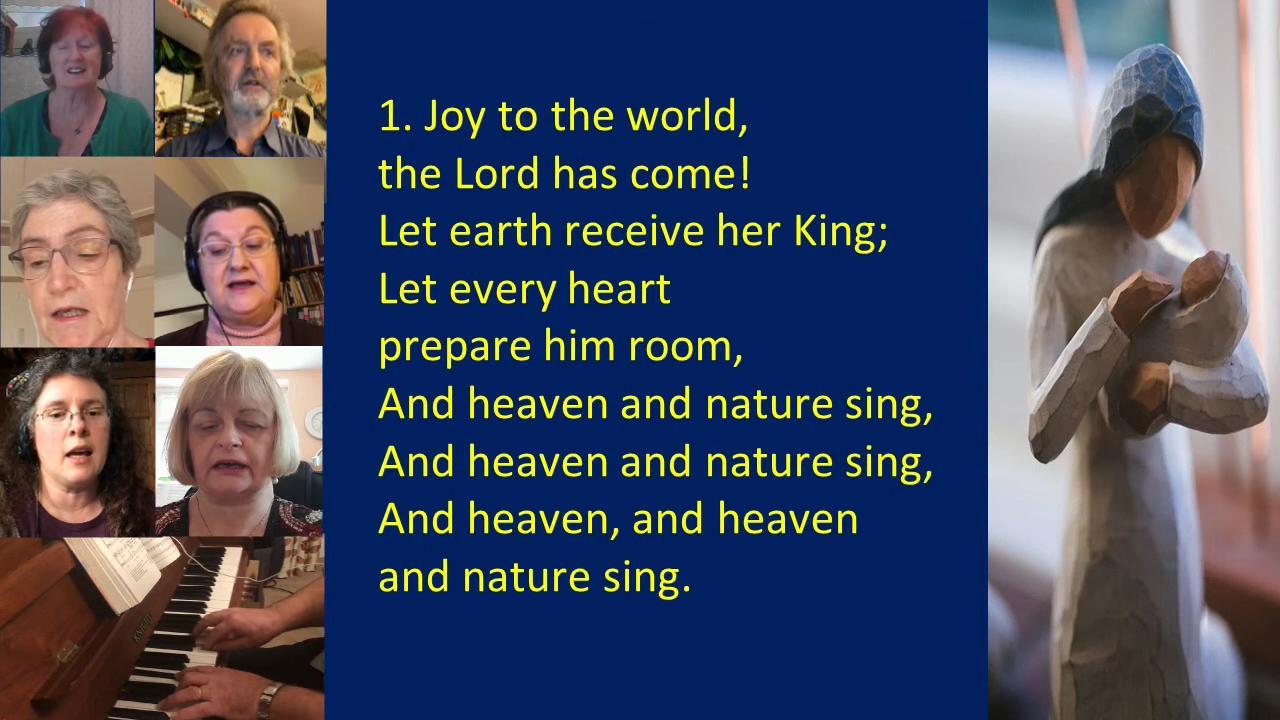 1. Joy to the world,
the Lord has come!
Let earth receive her King;
Let every heart
prepare him room,
And heaven and nature sing,
And heaven and nature sing,
And heaven, and heaven
and nature sing.